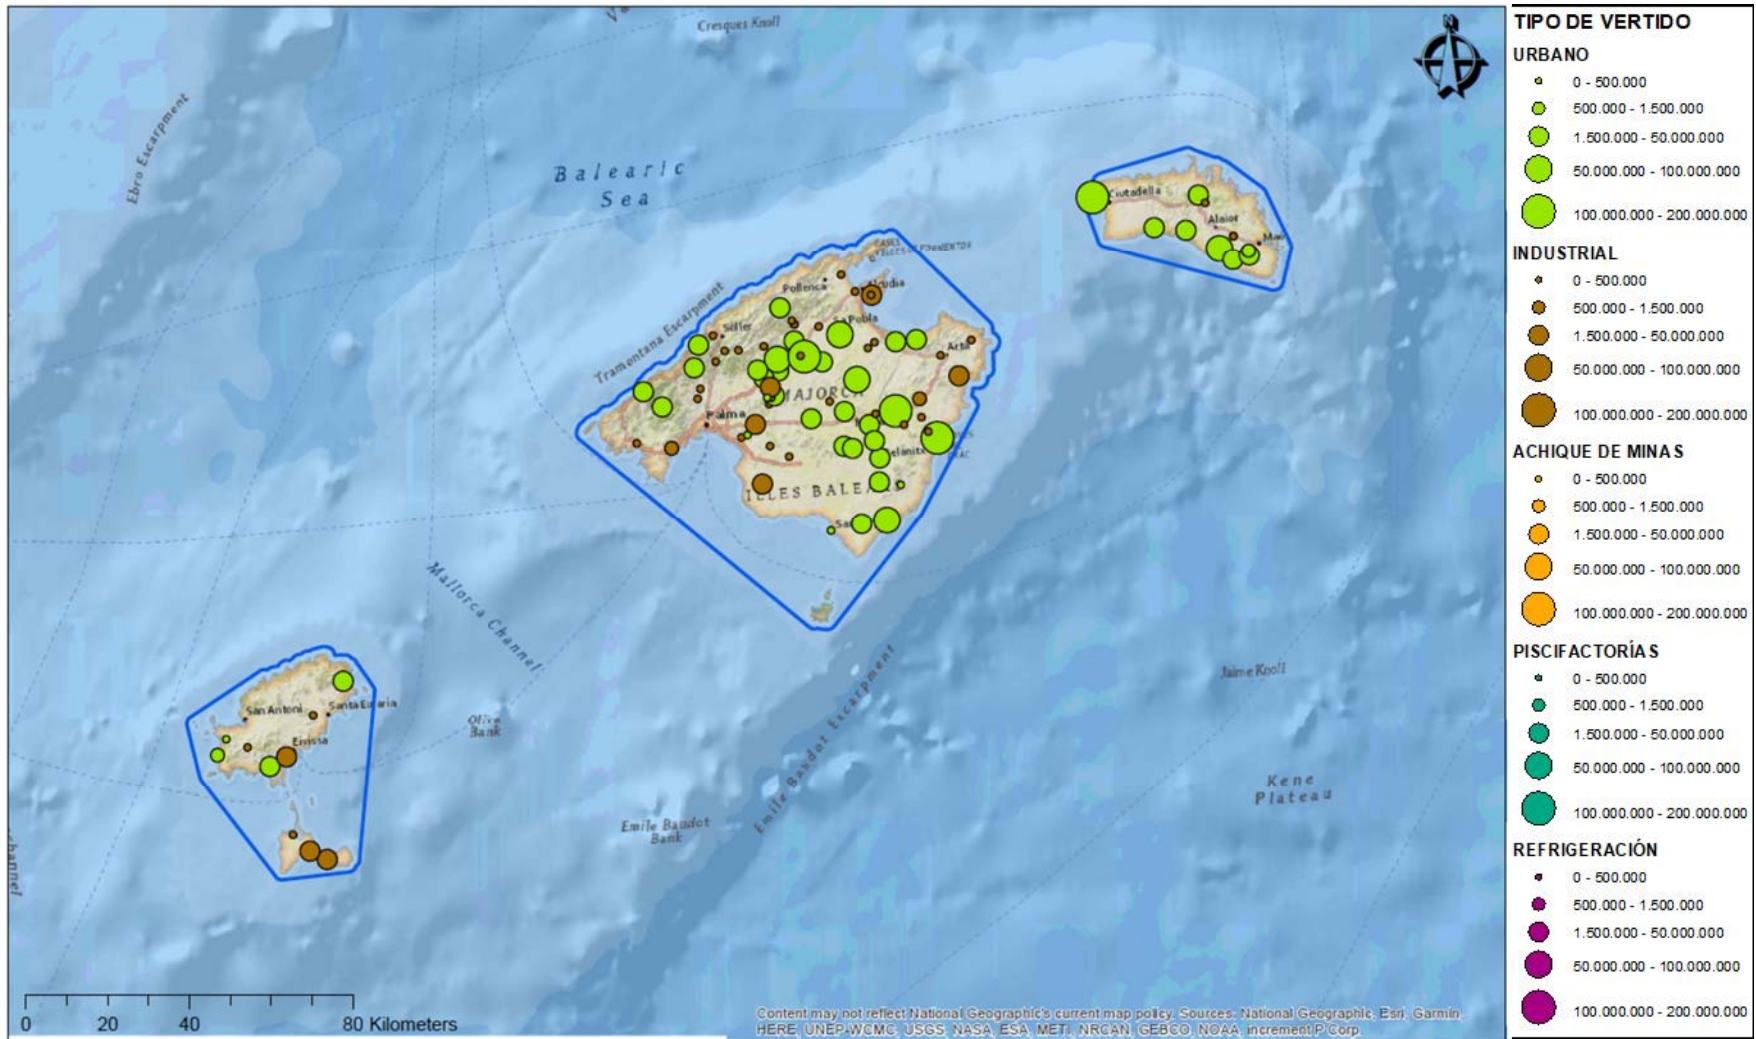 Cresques Knoll
Ebro Escarpment
Balearic
Sea
Ciutadella
Alaior
Maó
Pollença
Alcudia
Sa Pobla
Sóller
Artà
Tramontana Escarpment
MAJORCA
Palma
Felanitx
ILLES BALEARS
Mallorca Channel
Jaime Knoll
San Antoni
Santa Eularia
Eivissa
Olive
Bank
Kene
Plateau
Emile Baudot
Bank
Emile Baudot Escarpment
0 20 40 80 Kilometers
Content may not reflect National Geographic's current map policy. Sources: National Geographic, Esri, Garmin,
HERE, UNEP-WCMC, USGS, NASA, ESA, METI, NRCAN, GEBCO, NOAA, increment P Corp.
TIPO DE VERTIDO
URBANO
0 - 500.000
500.000 - 1.500.000
1.500.000 - 50.000.000
50.000.000 - 100.000.000
100.000.000 - 200.000.000
INDUSTRIAL
0 - 500.000
500.000 - 1.500.000
1.500.000 - 50.000.000
50.000.000 - 100.000.000
100.000.000 - 200.000.000
ACHIQUE DE MINAS
0 - 500.000
500.000 - 1.500.000
1.500.000 - 50.000.000
50.000.000 - 100.000.000
100.000.000 - 200.000.000
PISCIFACTORÍAS
0 - 500.000
500.000 - 1.500.000
1.500.000 - 50.000.000
50.000.000 - 100.000.000
100.000.000 - 200.000.000
REFRIGERACIÓN
0 - 500.000
500.000 - 1.500.000
1.500.000 - 50.000.000
50.000.000 - 100.000.000
100.000.000 - 200.000.000